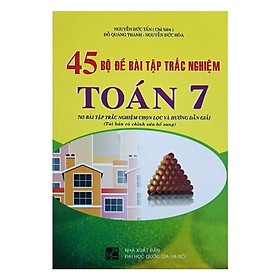 NGUYỄN ĐỨC TẤN (Chủ biên)
ĐỖ QUANG THANH - NGUYỄN ĐỨC HÒA
45 BỘ ĐỀ BÀI TẬP TRẮC NGHIỆM
TOÁN 7
765 BÀI TẬP TRẮC NGHIỆM CHỌN LỌC VÀ HƯỚNG DẪN GIẢI
(Tái bản có chỉnh sửa bổ sung)
NHÀ XUẤT BẢN
ĐẠI HỌC QUỐC GIA HÀ NỘI